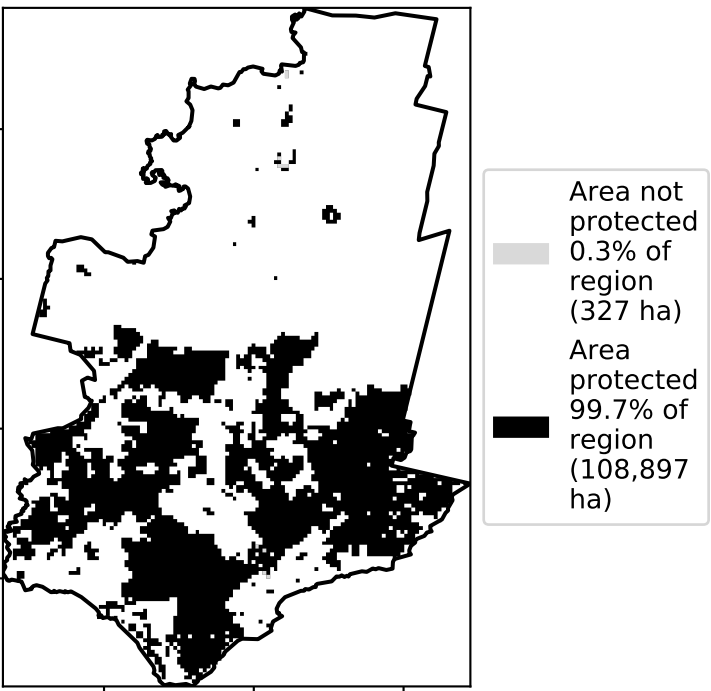 Area not
protected
0.3% of
region
(327 ha)
Area
protected
99.7% of
region
(108,897
ha)